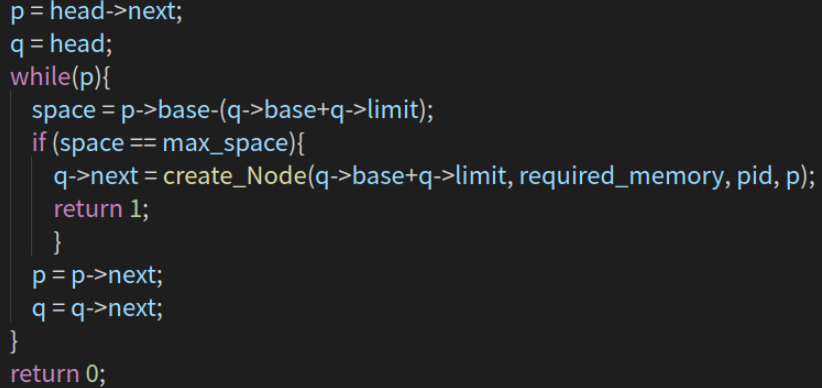 p = head->next;
q = head;
while(p){
space = p->base-(q->base+q->limit);
if (space == max_space){
q->next = create_Node(q->base+q->limit, required_memory, pid, p);
return 1;
}
p = p->next;
q = q->next;
}
return 0;